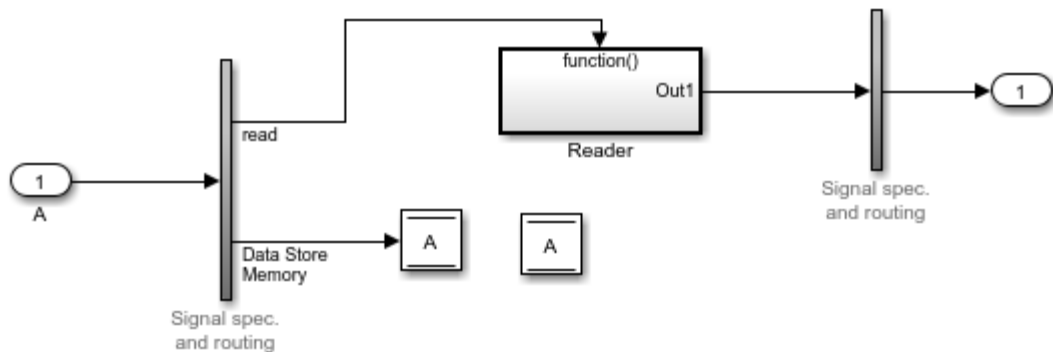 function()
Out1
Reader
1
Signal spec.
and routing
read
1
A
Data Store
Memory
A
A
Signal spec.
and routing